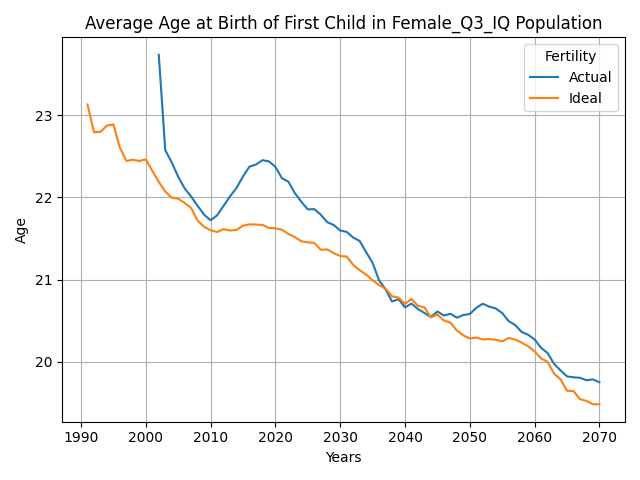 Average Age at Birth of First Child in Female_Q3_IQ Population
Fertility
Actual
Ideal
23
22
21
20
Age
1990 2000 2010 2020 2030 2040 2050 2060 2070
Years